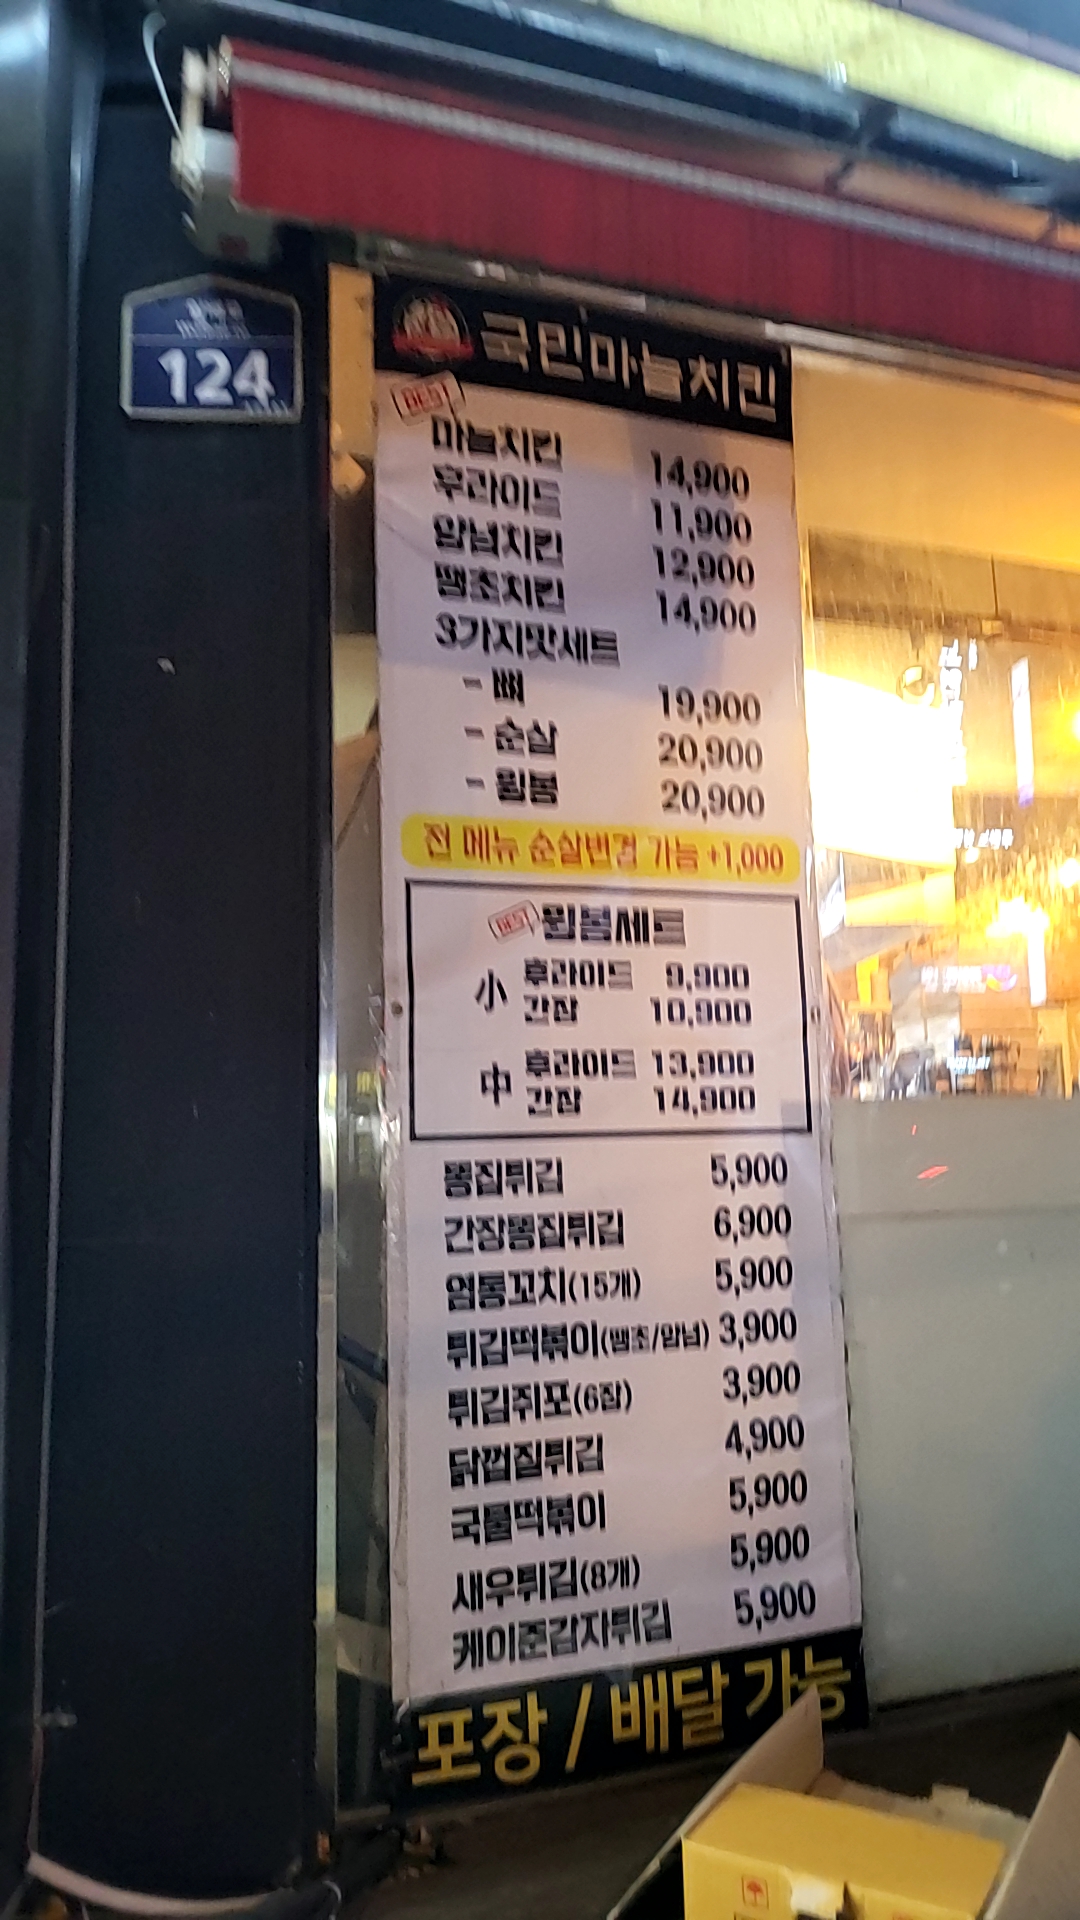 124
국민마늘치킨
BEST
마늘치킨 14,900
후라이드 11,900
양념치킨 12,900
땡초치킨 14,900
3가지맛세트
- 뼈 19,900
- 순살 20,900
- 윙봉 20,900
전 메뉴 순살변경 가능 +1,000
BEST 윙봉세트
小 후라이드 9,900
간장 10,900
中 후라이드 13,900
간장 14,900
똥집튀김 5,900
간장똥집튀김 6,900
염통꼬치(15개) 5,900
튀김떡볶이(땡초/양념) 3,900
튀김쥐포(6장) 3,900
닭껍질튀김 4,900
국물떡볶이 5,900
새우튀김(8개) 5,900
케이준감자튀김 5,900
포장 / 배달 가능